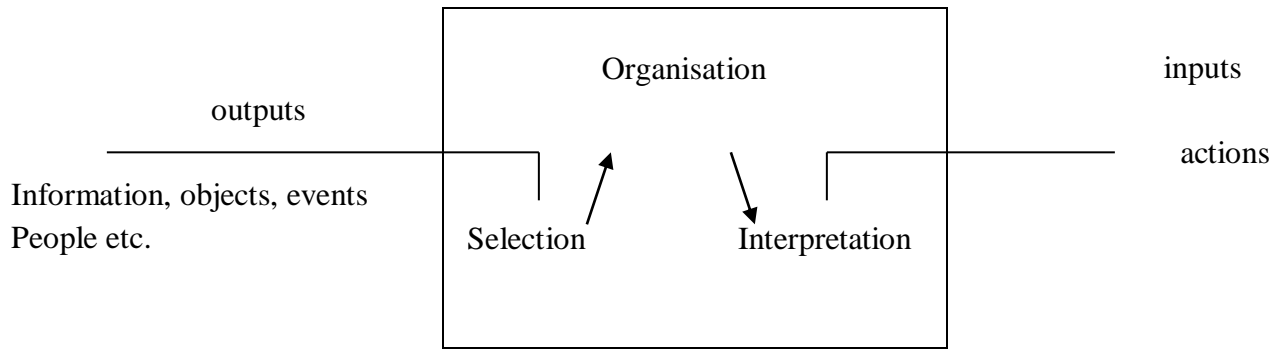 Organisation
inputs
outputs
actions
Information, objects, events
People etc.
Selection
Interpretation